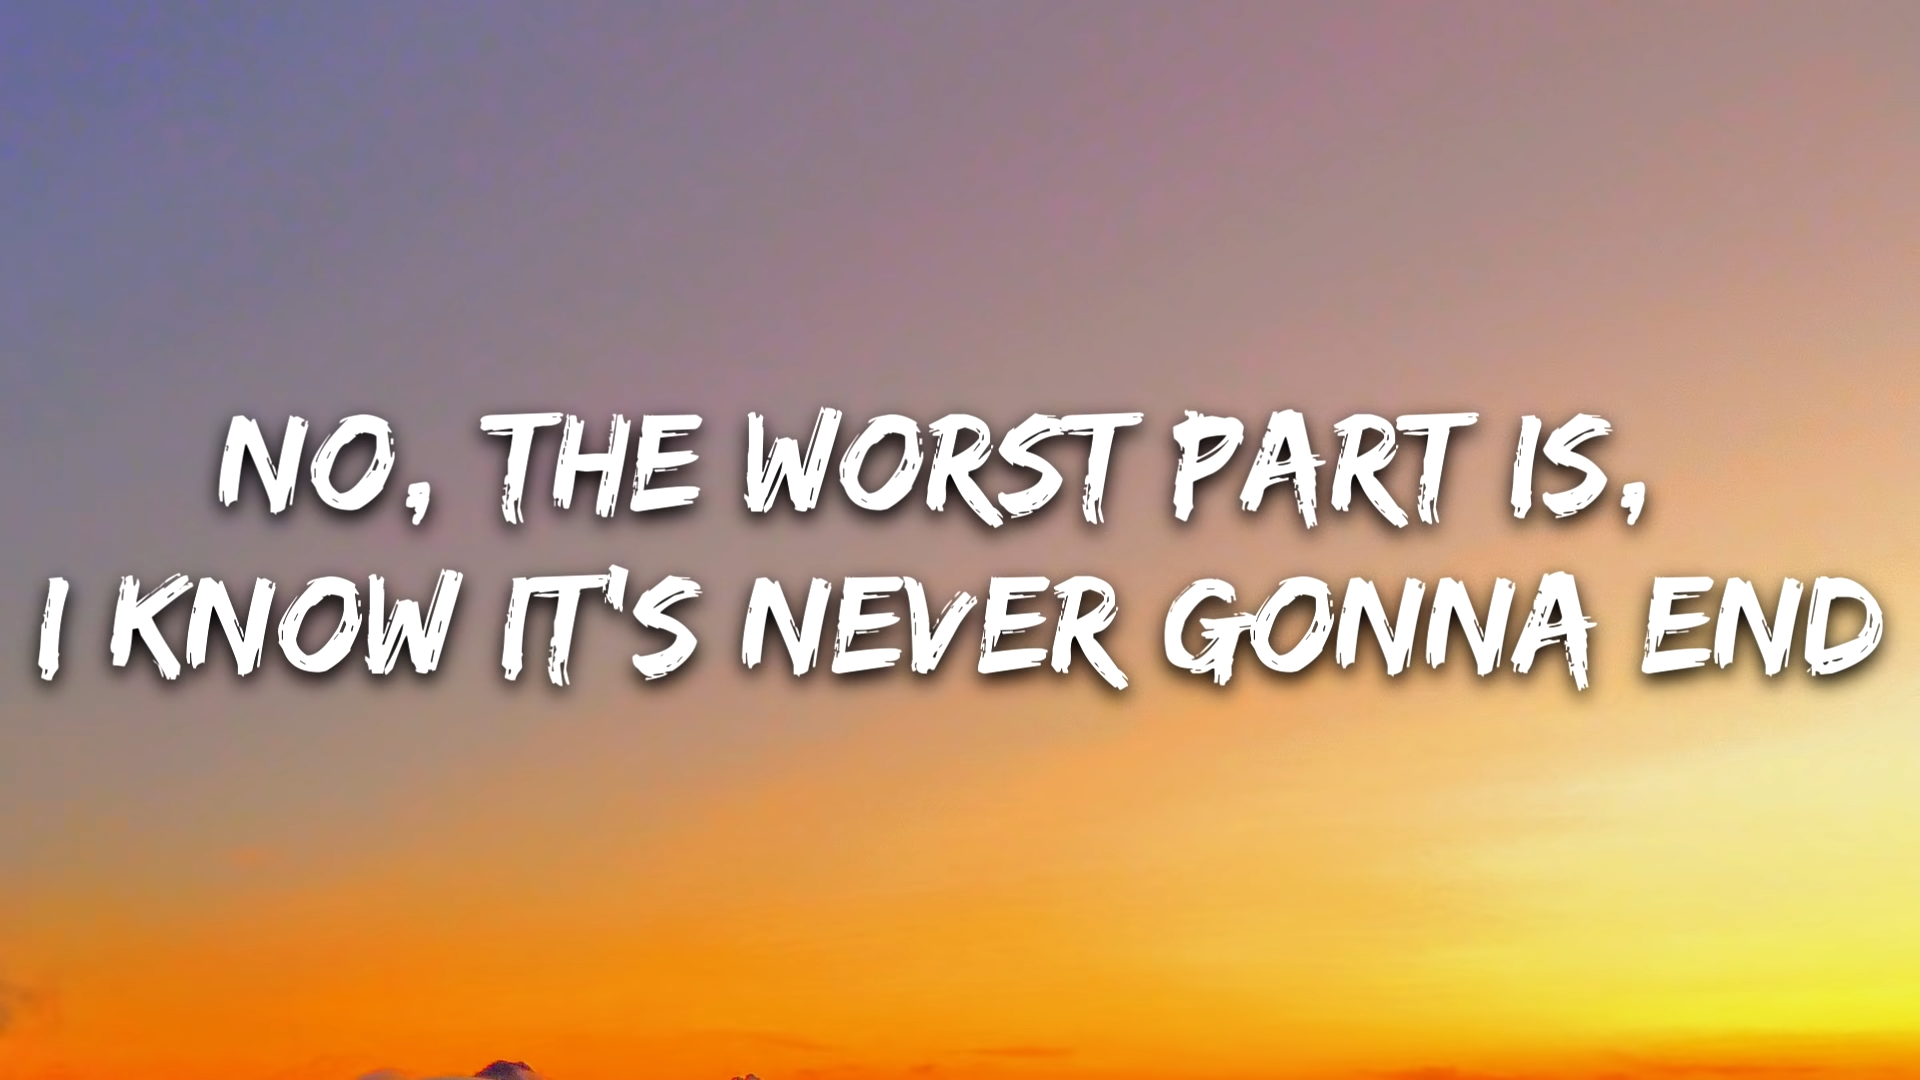 NO, THE WORST PART IS,
I KNOW IT'S NEVER GONNA END